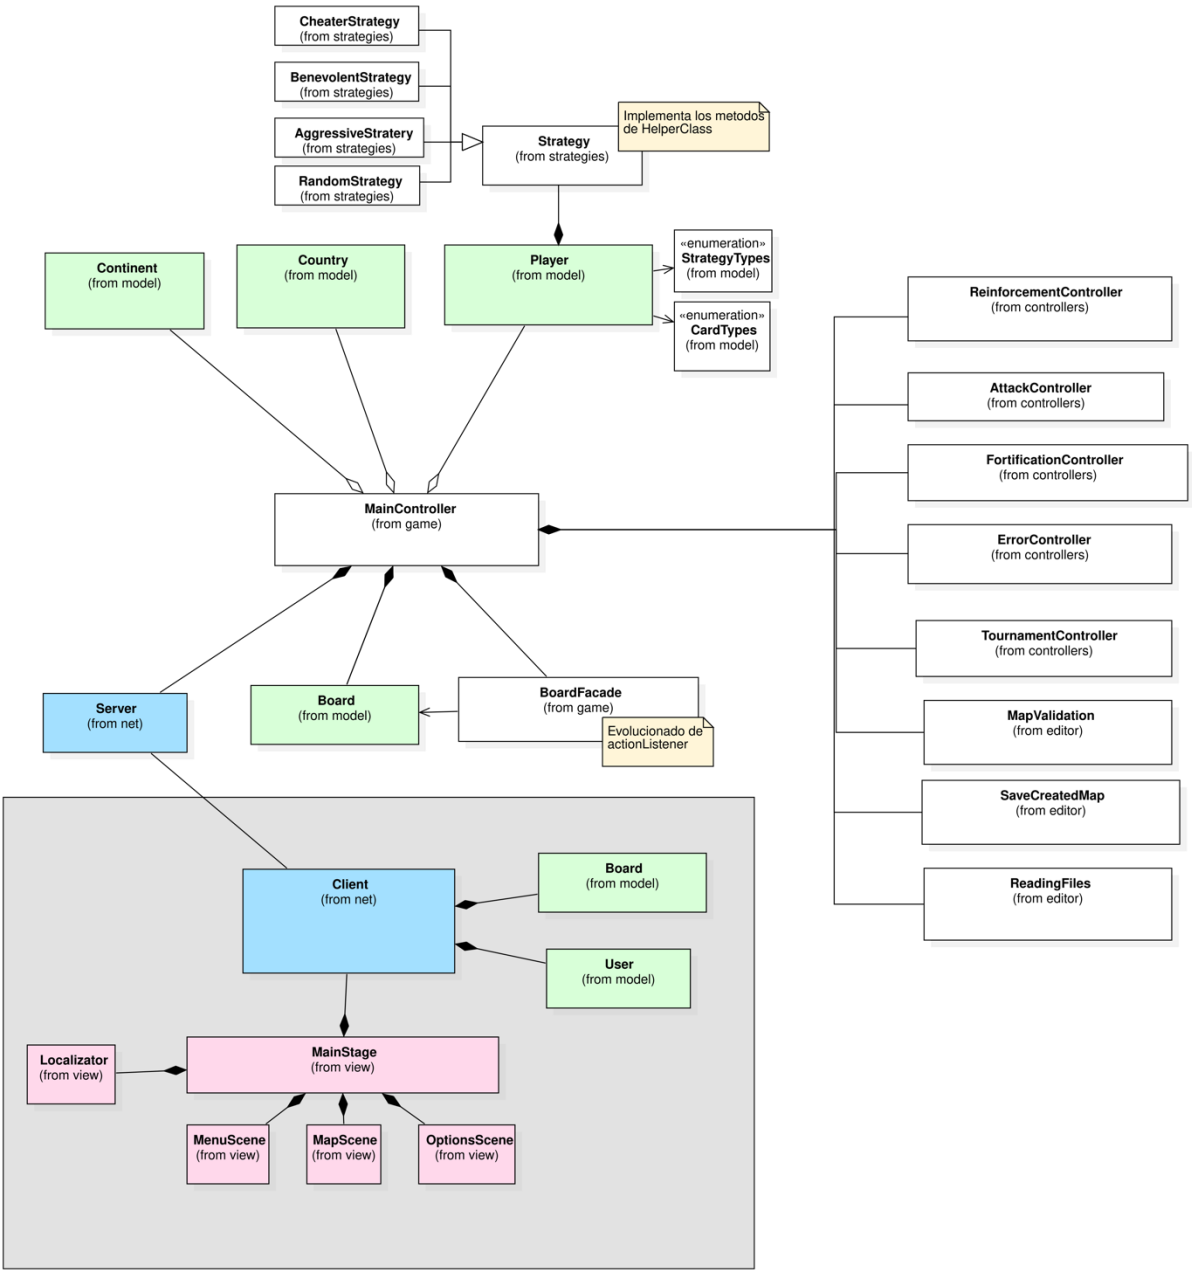 CheaterStrategy
(from strategies)
BenevolentStrategy
(from strategies)
AggressiveStratery
(from strategies)
RandomStrategy
(from strategies)
Strategy
(from strategies)
Implementa los metodos
de HelperClass
Continent
(from model)
Country
(from model)
Player
(from model)
«enumeration»
StrategyTypes
(from model)
«enumeration»
CardTypes
(from model)
ReinforcementController
(from controllers)
AttackController
(from controllers)
FortificationController
(from controllers)
ErrorController
(from controllers)
TournamentController
(from controllers)
MapValidation
(from editor)
SaveCreatedMap
(from editor)
ReadingFiles
(from editor)
MainController
(from game)
Server
(from net)
Board
(from model)
BoardFacade
(from game)
Evolucionado de
actionListener
Client
(from net)
Board
(from model)
User
(from model)
Localizator
(from view)
MainStage
(from view)
MenuScene
(from view)
MapScene
(from view)
OptionsScene
(from view)